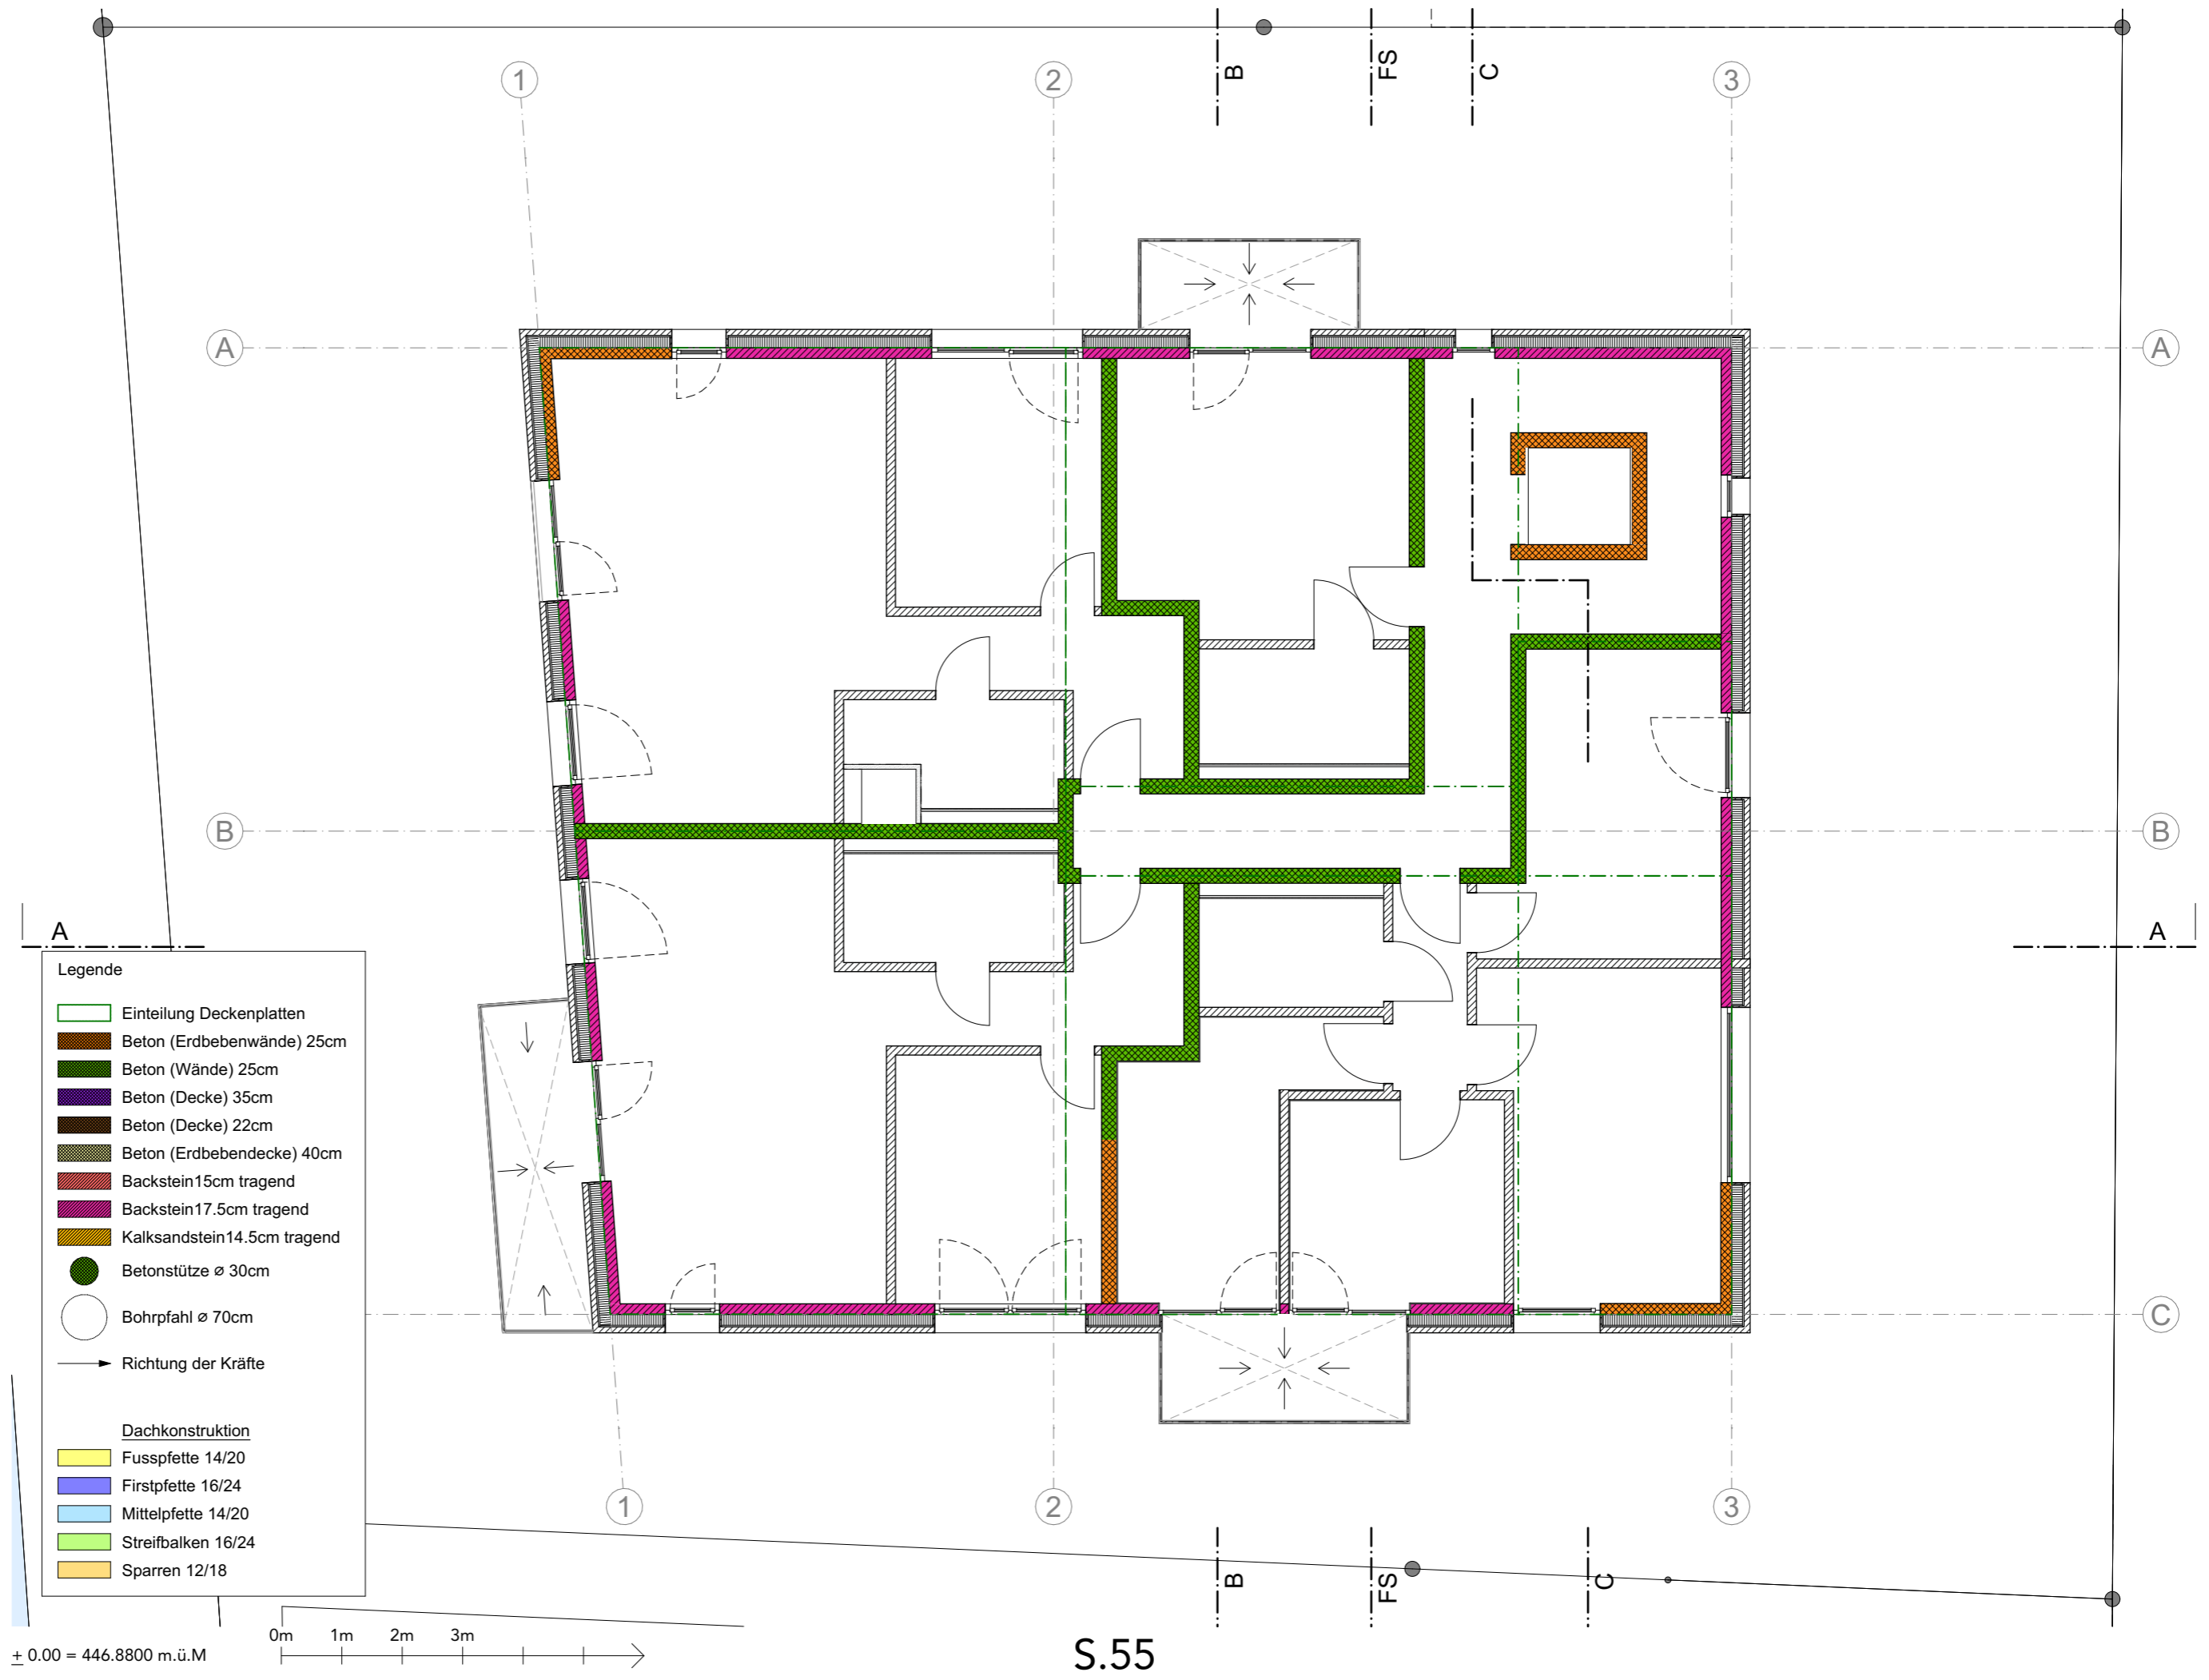 B
FS
C
1
2
3
A
A
B
B
A
A
Legende
Einteilung Deckenplatten
Beton (Erdbebenwände) 25cm
Beton (Wände) 25cm
Beton (Decke) 35cm
Beton (Decke) 22cm
Beton (Erdbebendecke) 40cm
Backstein15cm tragend
Backstein17.5cm tragend
Kalksandstein14.5cm tragend
Betonstütze ø 30cm
Bohrpfahl ø 70cm
Richtung der Kräfte
Dachkonstruktion
Fusspfette 14/20
Firstpfette 16/24
Mittelpfette 14/20
Streifbalken 16/24
Sparren 12/18
C
1
2
3
B
FS
C
0m 1m 2m 3m
± 0.00 = 446.8800 m.ü.M
S.55